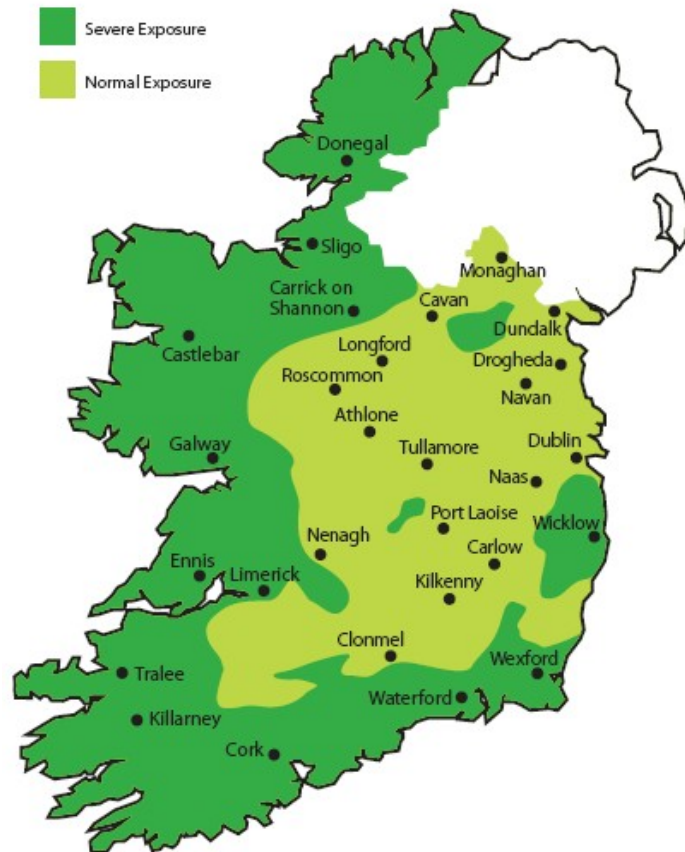 Severe Exposure
Normal Exposure
Donegal
Sligo
Monaghan
Carrick on
Shannon
Cavan
Dundalk
Castlebar
Longford
Drogheda
Roscommon
Navan
Athlone
Galway
Tullamore
Dublin
Naas
Port Laoise
Wicklow
Nenagh
Ennis
Limerick
Carlow
Kilkenny
Clonmel
Wexford
Tralee
Waterford
Killarney
Cork